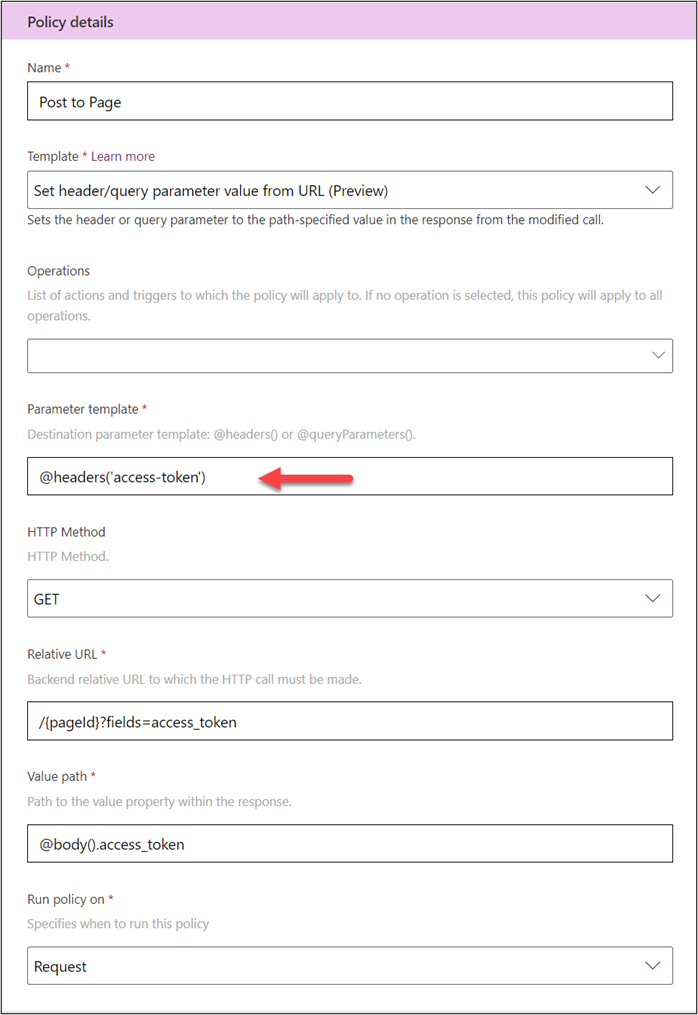 Policy details
Name *
Post to Page
Template * Learn more
Set header/query parameter value from URL (Preview)
Sets the header or query parameter to the path-specified value in the response from the modified call.
Operations
List of actions and triggers to which the policy will apply to. If no operation is selected, this policy will apply to all
operations.
Parameter template *
Destination parameter template: @headers() or @queryParameters().
@headers('access-token')
HTTP Method
HTTP Method.
GET
Relative URL *
Backend relative URL to which the HTTP call must be made.
/{pageId}?fields=access_token
Value path *
Path to the value property within the response.
@body().access_token
Run policy on *
Specifies when to run this policy
Request